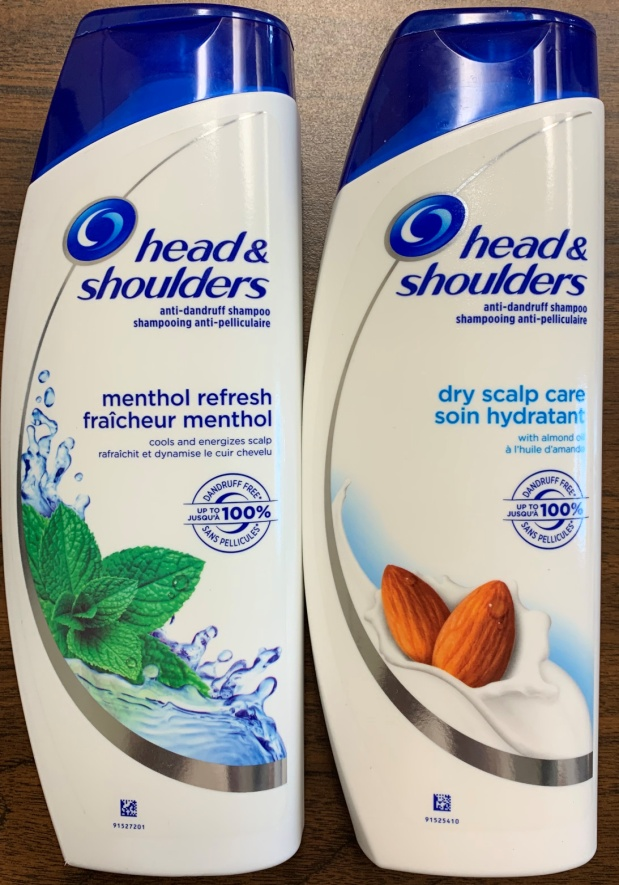 head &
shoulders
anti-dandruff shampoo
shampooing anti-pelliculaire
menthol refresh
fraîcheur menthol
cools and energizes scalp
rafraîchit et dynamise le cuir chevelu
DANDRUFF FREE*
UP TO
JUSQU'À 100%
SANS PELLICULES*
91527201
head &
shoulders
anti-dandruff shampoo
shampooing anti-pelliculaire
dry scalp care
soin hydratant
with almond oil
à l'huile d'amande
DANDRUFF FREE*
UP TO
JUSQU'À 100%
SANS PELLICULES*
91525410